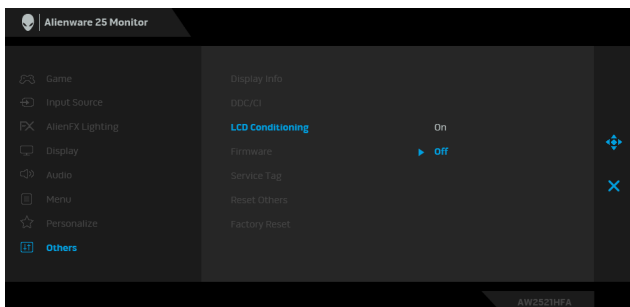 Alienware 25 Monitor
Game
Input Source
AlienFX Lighting
Display
Audio
Menu
Personalize
Others
Display Info
DDC/CI
LCD Conditioning On
Firmware Off
Service Tag
Reset Others
Factory Reset
AW2521HFA